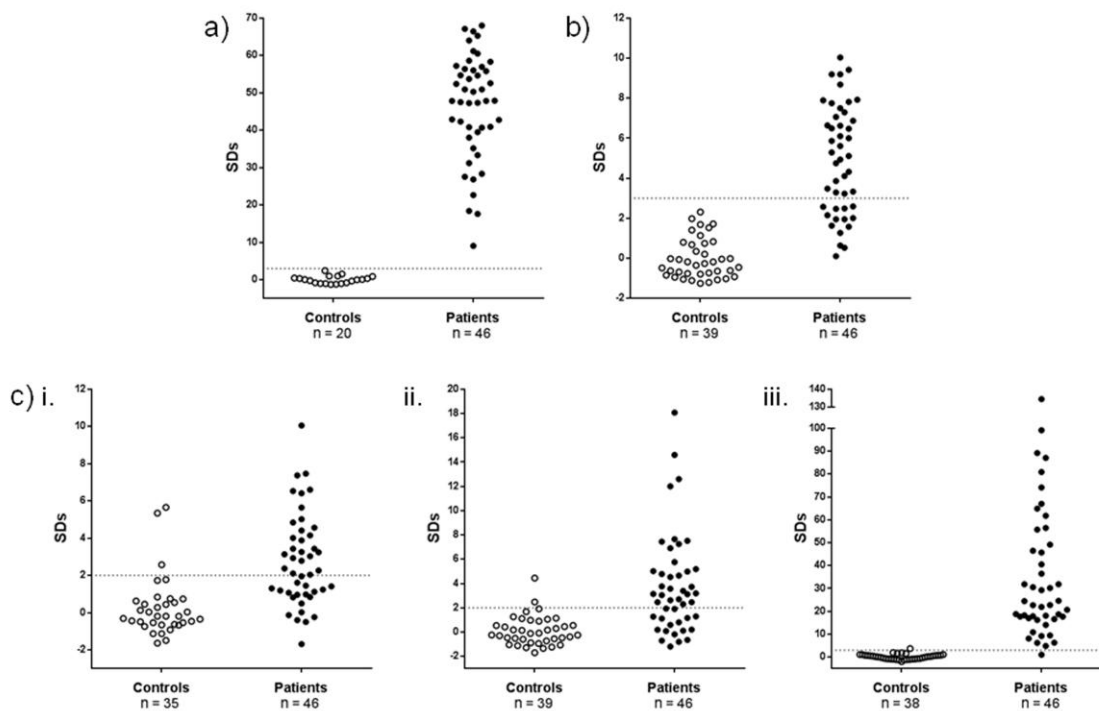 a)
70
60
50
40
30
20
10
0
SDs
Controls
n = 20
Patients
n = 46
b)
12
10
8
6
4
2
0
-2
SDs
Controls
n = 39
Patients
n = 46
c) i.
12
10
8
6
4
2
0
-2
SDs
Controls
n = 35
Patients
n = 46
ii.
20
18
16
14
12
10
8
6
4
2
0
-2
SDs
Controls
n = 39
Patients
n = 46
iii.
140
130
100
90
80
70
60
50
40
30
20
10
0
SDs
Controls
n = 38
Patients
n = 46